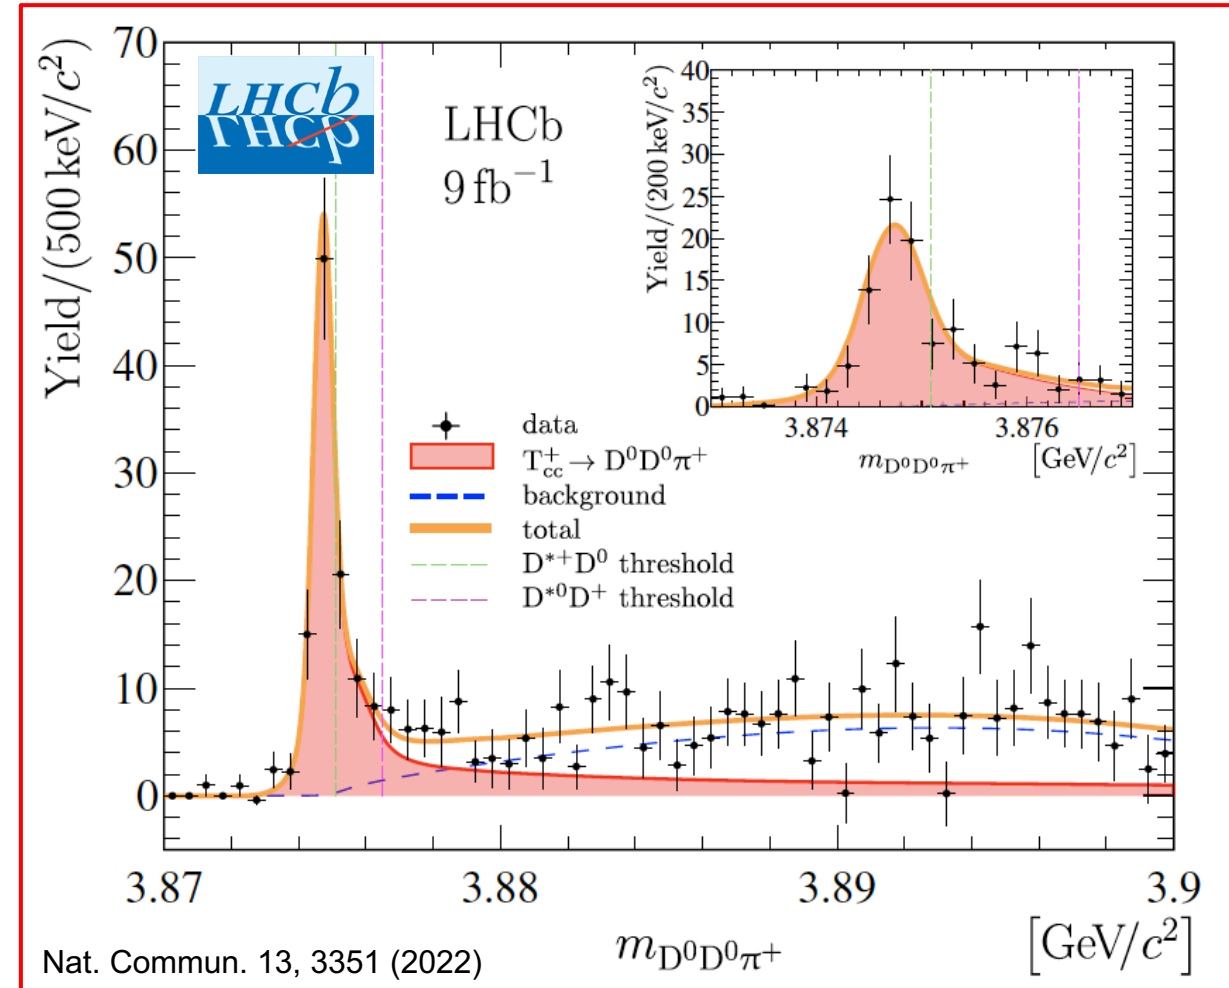 70
60
50
40
30
20
10
0
Yield/(500 keV/c²)
LHCb
LHCb
LHCb
9 fb⁻¹
40
35
30
25
20
15
10
5
0
Yield/(200 keV/c²)
3.874
3.876
m_{D⁰D⁰π⁺}
[GeV/c²]
data
T_{cc}^{+} → D⁰D⁰π⁺
background
total
D*⁺D⁰ threshold
D*⁰D⁺ threshold
3.87
3.88
3.89
3.9
m_{D⁰D⁰π⁺}
[GeV/c²]
Nat. Commun. 13, 3351 (2022)